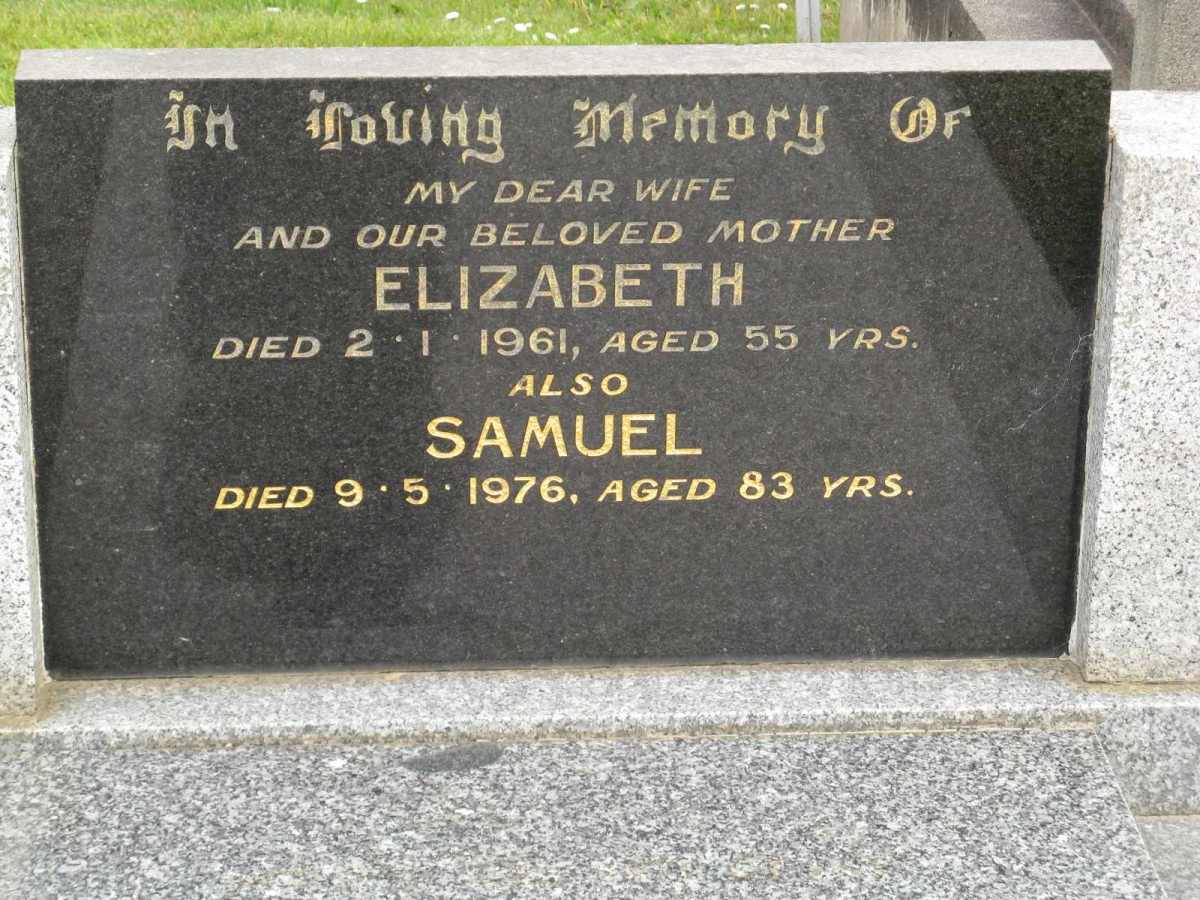 In Loving Memory Of
MY DEAR WIFE
AND OUR BELOVED MOTHER
ELIZABETH
DIED 2·1·1961, AGED 55 YRS.
ALSO
SAMUEL
DIED 9·5·1976, AGED 83 YRS.